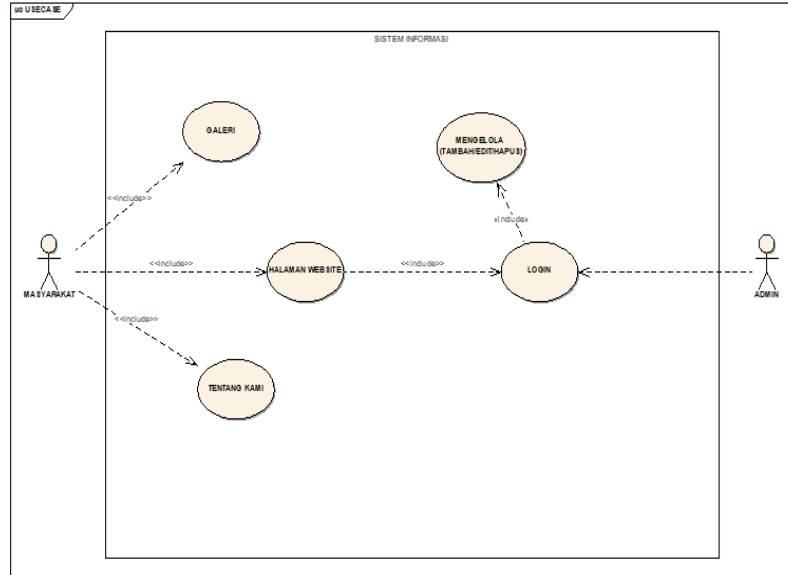 uc USECASE
SISTEM INFORMASI
GALERI
MENGELOLA
(TAMBAH/EDIT/HAPUS)
<<include>>
«include»
<<include>>
HALAMAN WEBSITE
<<include>>
LOGIN
MASYARAKAT
ADMIN
<<include>>
TENTANG KAMI